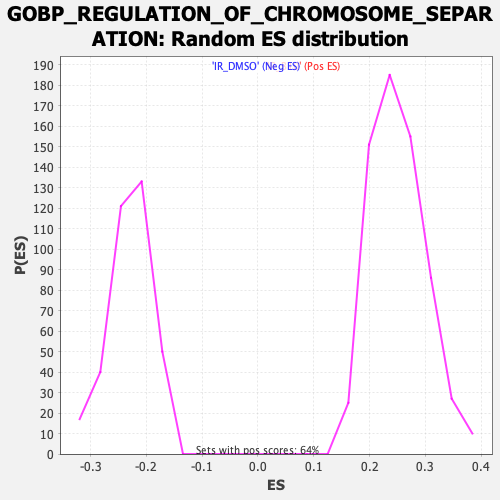 GOBP_REGULATION_OF_CHROMOSOME_SEPAR
ATION: Random ES distribution
'IR_DMSO' (Neg ES)' (Pos ES)
190
180
170
160
150
140
130
120
110
100
90
80
70
60
50
40
30
20
10
0
P(ES)
Sets with pos scores: 64%
-0.3 -0.2 -0.1 0.0 0.1 0.2 0.3 0.4
ES